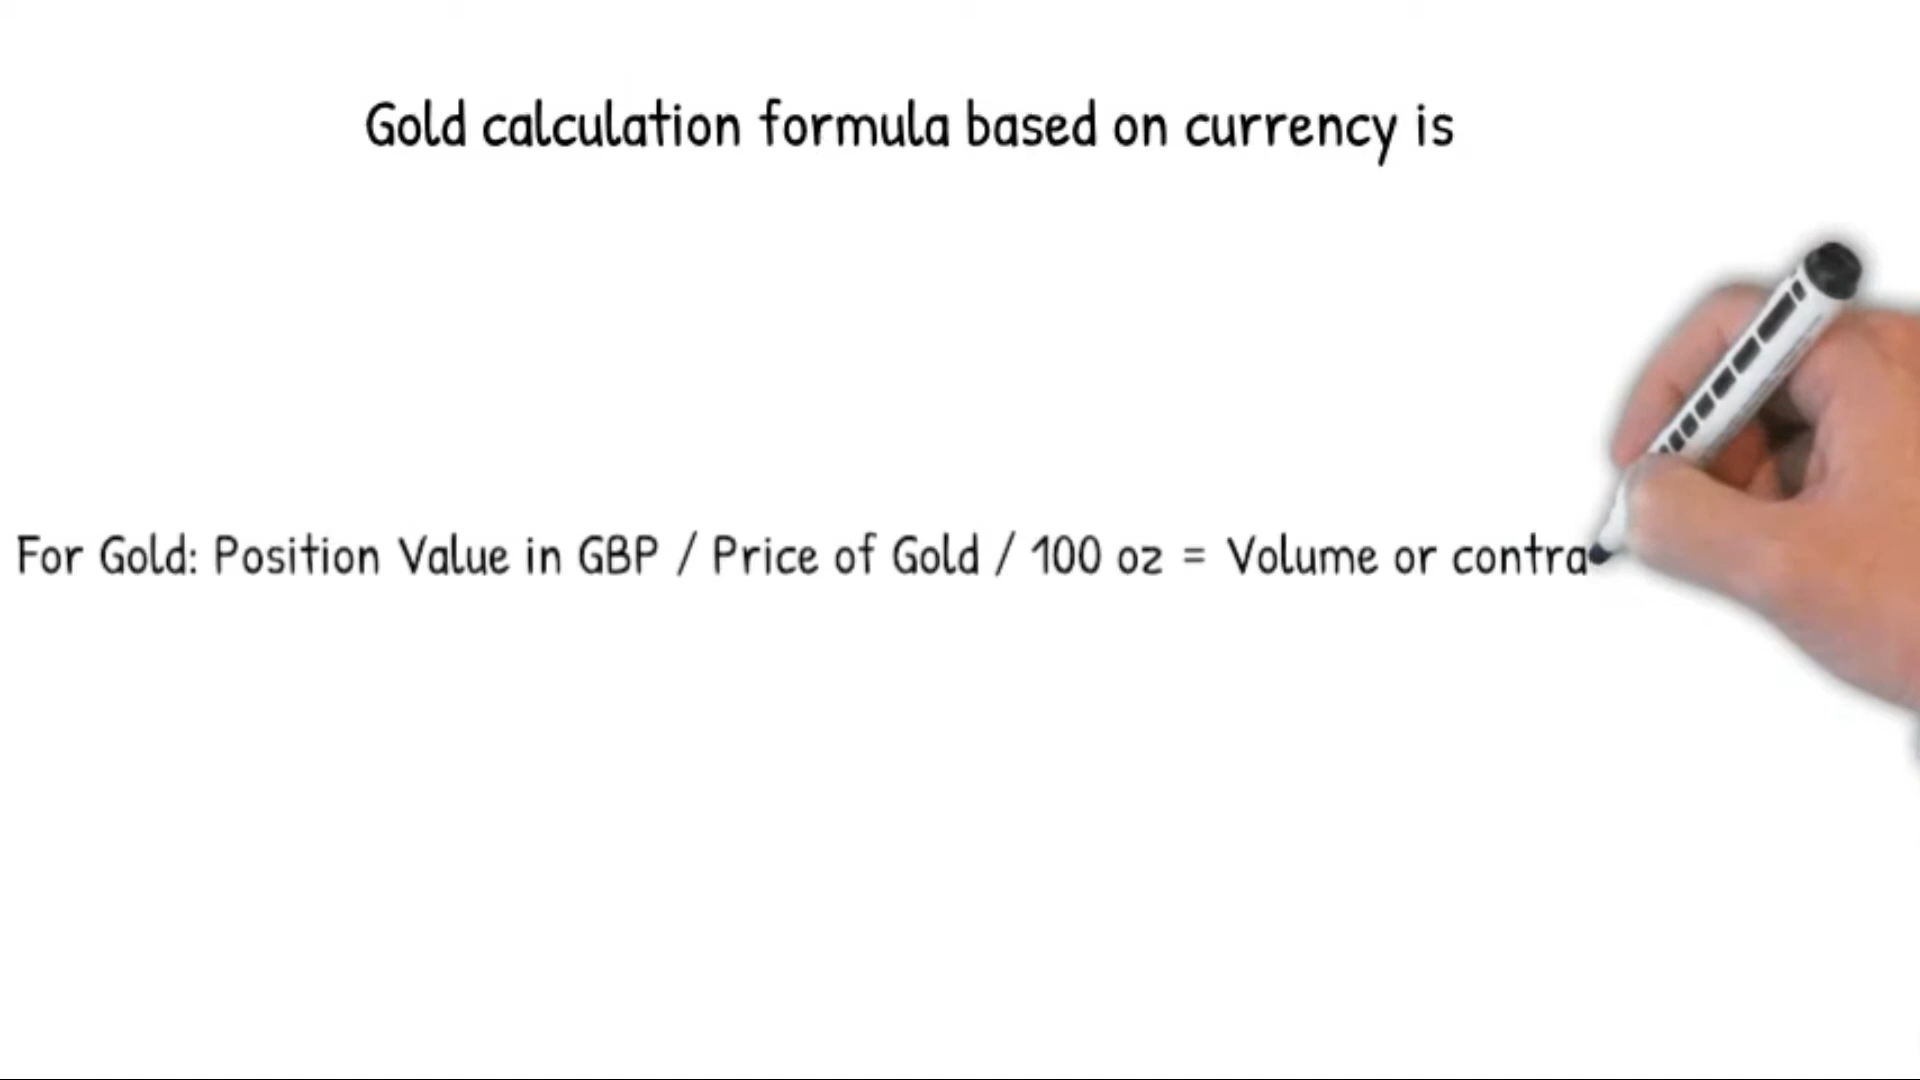 Gold calculation formula based on currency is
For Gold: Position Value in GBP / Price of Gold / 100 oz = Volume or contra